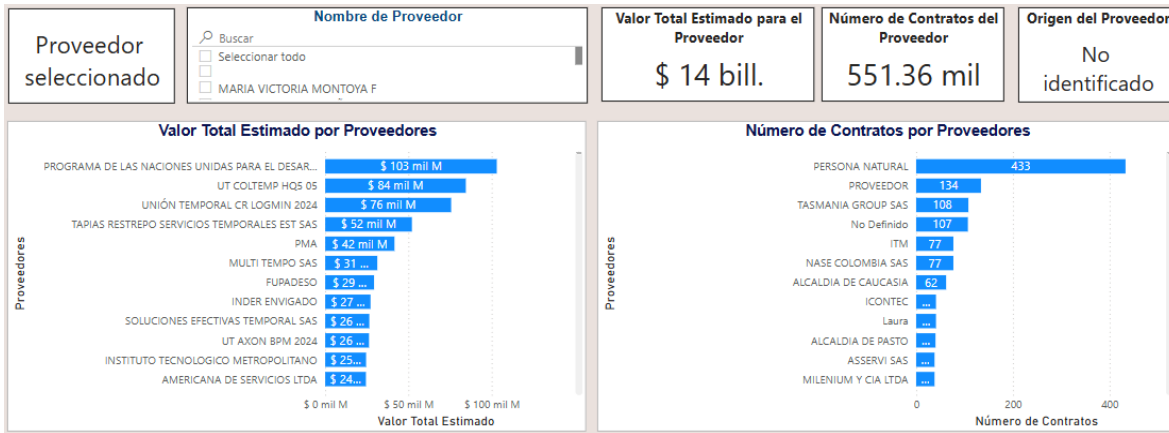 Proveedor
seleccionado
Nombre de Proveedor
Buscar
Seleccionar todo
MARIA VICTORIA MONTOYA F
Valor Total Estimado para el
Proveedor
$ 14 bill.
Número de Contratos del
Proveedor
551.36 mil
Origen del Proveedor
No
identificado
Valor Total Estimado por Proveedores
Proveedores
PROGRAMA DE LAS NACIONES UNIDAS PARA EL DESAR... $ 103 mil M
UT COLTEMP HQ5 05 $ 84 mil M
UNIÓN TEMPORAL CR LOGMIN 2024 $ 76 mil M
TAPIAS RESTREPO SERVICIOS TEMPORALES EST SAS $ 52 mil M
PMA $ 42 mil M
MULTI TEMPO SAS $ 31 ...
FUPADESO $ 29 ...
INDER ENVIGADO $ 27 ...
SOLUCIONES EFECTIVAS TEMPORAL SAS $ 26 ...
UT AXON BPM 2024 $ 26 ...
INSTITUTO TECNOLOGICO METROPOLITANO $ 25...
AMERICANA DE SERVICIOS LTDA $ 24...
$ 0 mil M $ 50 mil M $ 100 mil M
Valor Total Estimado
Número de Contratos por Proveedores
Proveedores
PERSONA NATURAL 433
PROVEEDOR 134
TASMANIA GROUP SAS 108
No Definido 107
ITM 77
NASE COLOMBIA SAS 77
ALCALDIA DE CAUCASIA 62
ICONTEC ...
Laura ...
ALCALDIA DE PASTO ...
ASSERVI SAS ...
MILENIUM Y CIA LTDA ...
0 200 400
Número de Contratos